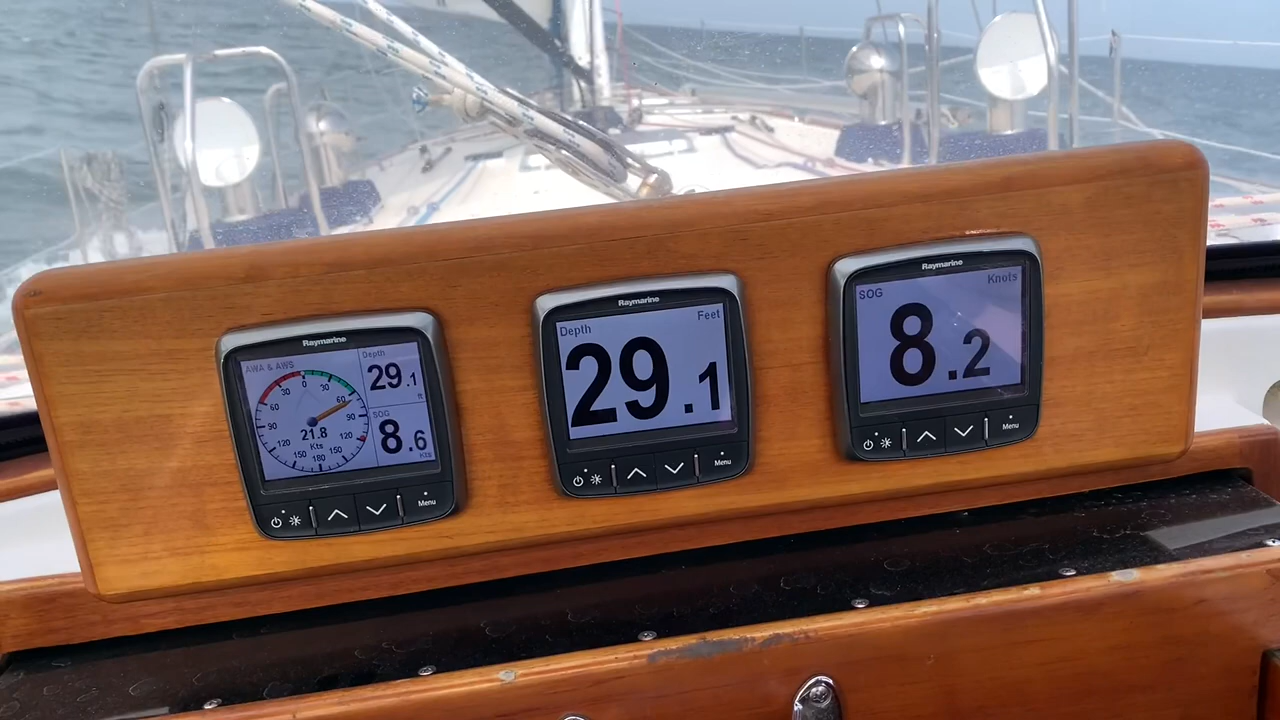 Raymarine
AWA & AWS
0
30 30
60 60
90 90
120 120
150 150
180
21.8
Kts
Depth
29.1
ft
SOG
8.6
Kts
Menu
Raymarine
Depth Feet
29.1
Menu
Raymarine
SOG Knots
8.2
Menu